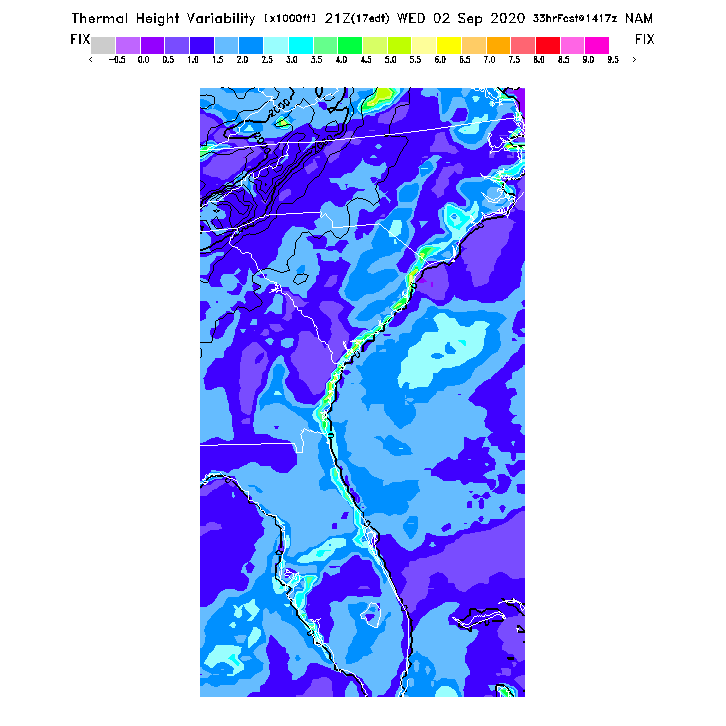 Thermal Height Variability [x1000ft] 21Z(17edt) WED 02 Sep 2020 33hrFcst@1417z NAM
FIX FIX
< -0.5 0.0 0.5 1.0 1.5 2.0 2.5 3.0 3.5 4.0 4.5 5.0 5.5 6.0 6.5 7.0 7.5 8.0 8.5 9.0 9.5 >
2000